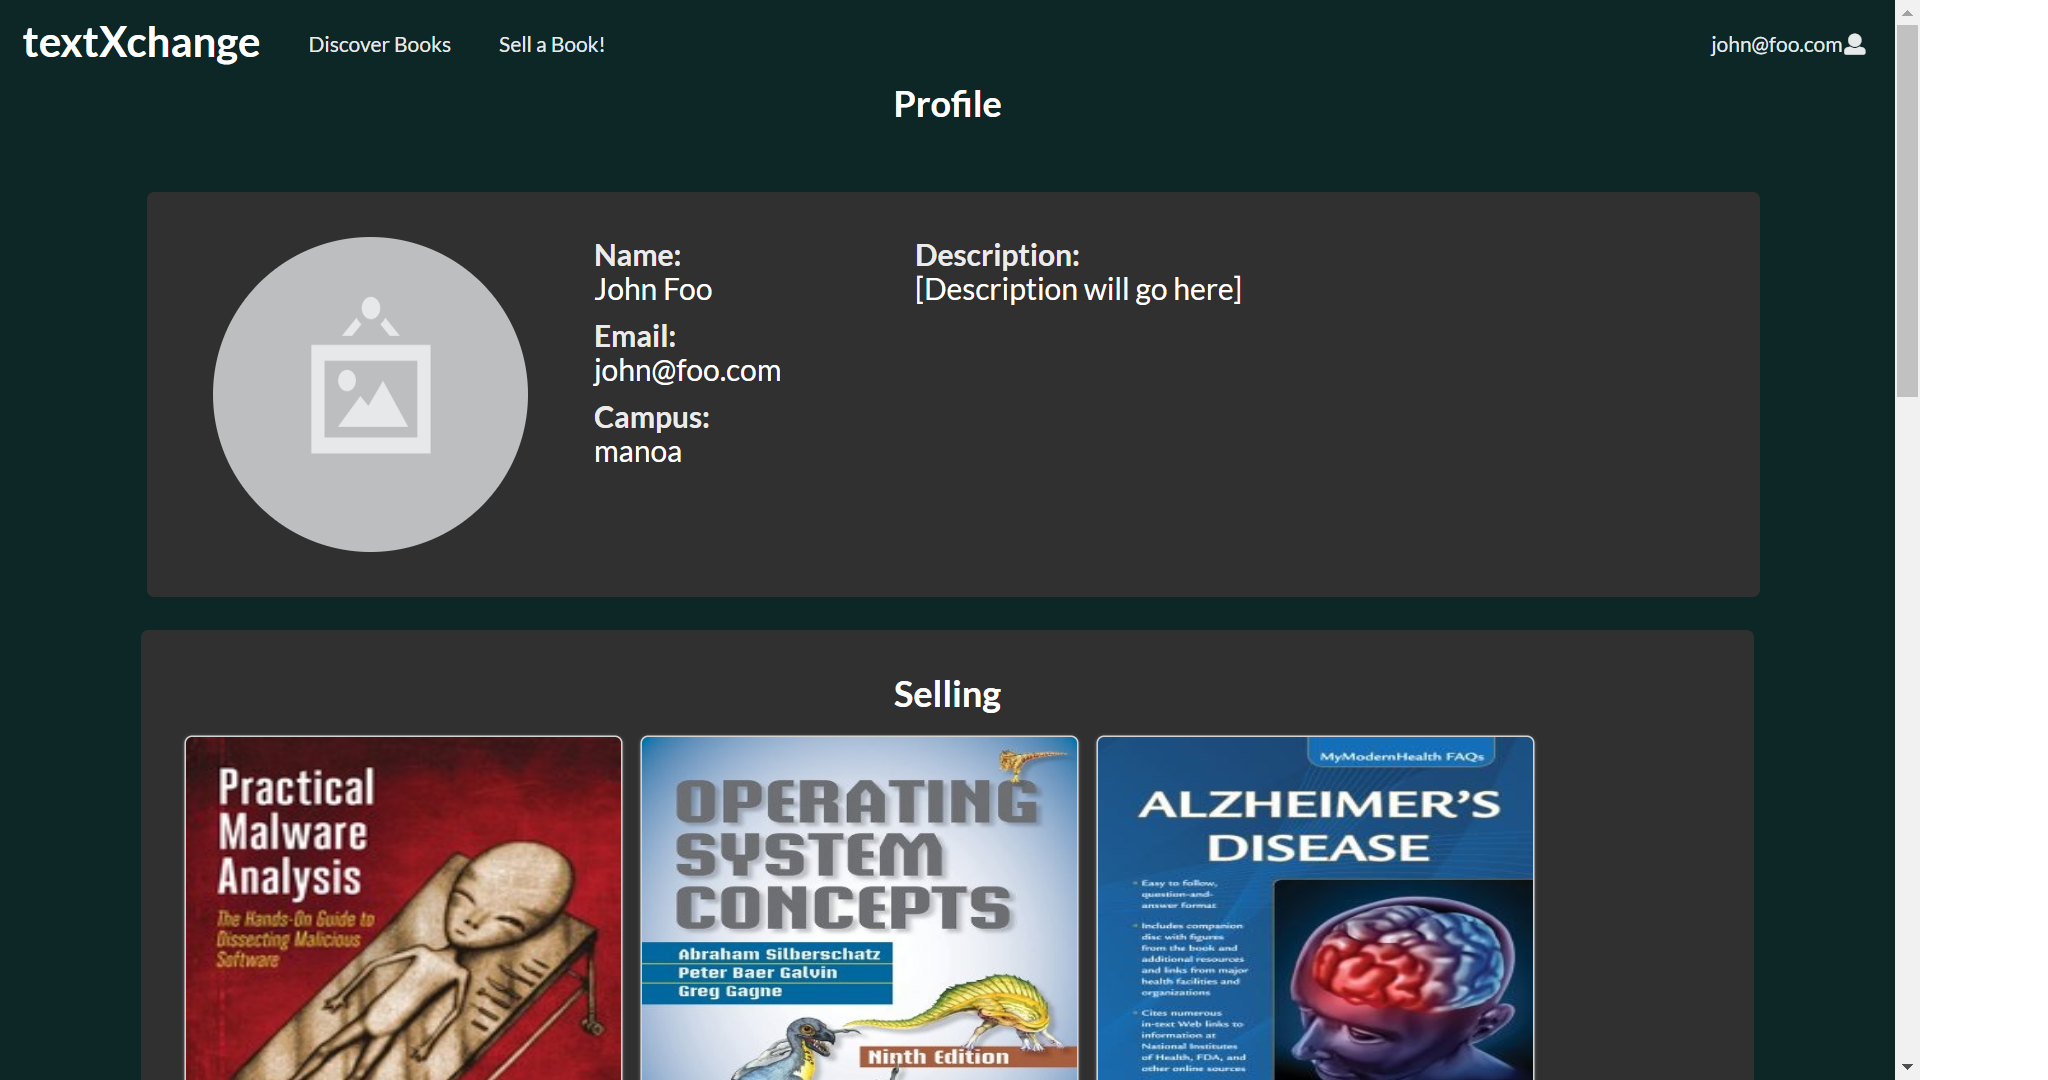 textXchange
Discover Books
Sell a Book!
john@foo.com
Profile
Name:
John Foo
Email:
john@foo.com
Campus:
manoa
Description:
[Description will go here]
Selling
Practical
Malware
Analysis
The Hands-On Guide to
Dissecting Malicious
Software
OPERATING
SYSTEM
CONCEPTS
Abraham Silberschatz
Peter Baer Galvin
Greg Gagne
Ninth Edition
MyModernHealth FAQs
ALZHEIMER'S
DISEASE
Easy to follow,
question-and-
answer format
Includes companion
disc with figures
from the book and
additional resources
and links from major
health facilities and
organizations
Cites numerous
in-text Web links to
information at
National Institutes
of Health, FDA, and
other online sources